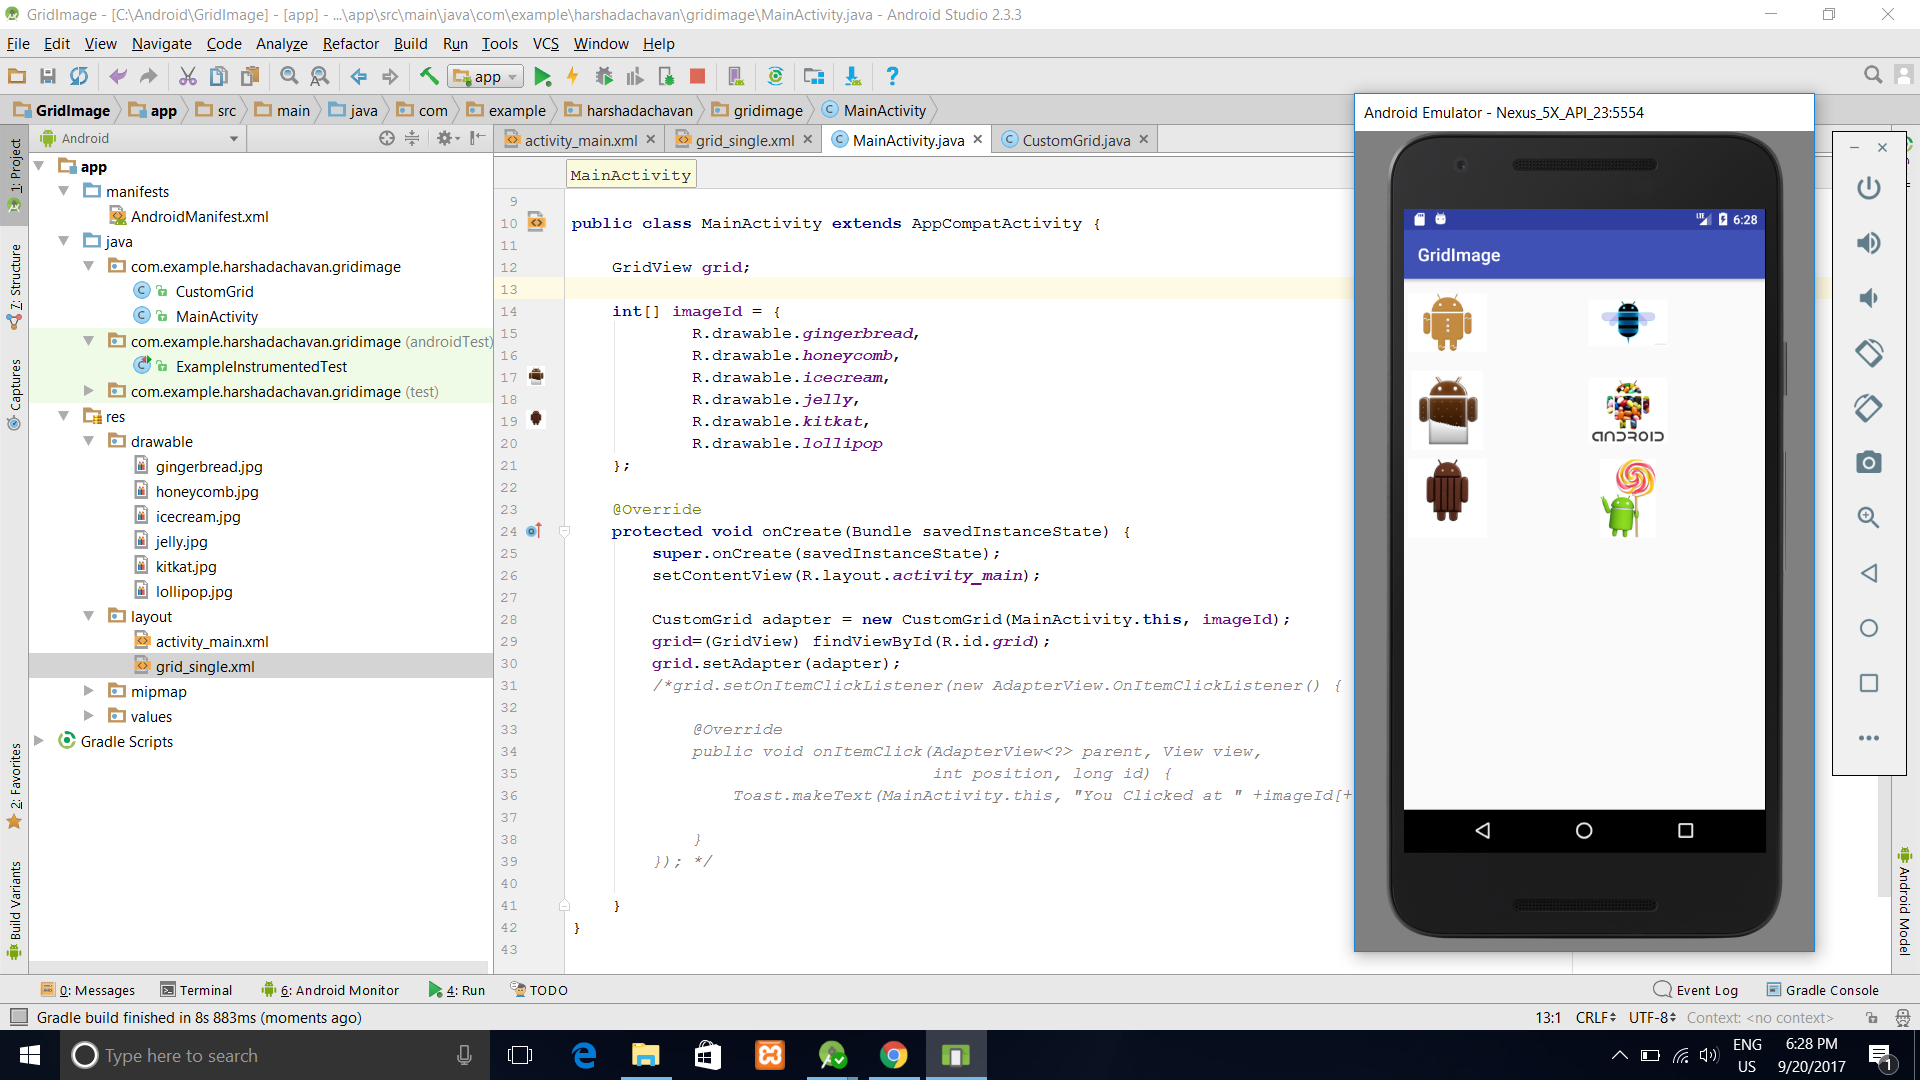 GridImage - [C:\Android\GridImage] - [app] - ...\app\src\main\java\com\example\harshadachavan\gridimage\MainActivity.java - Android Studio 2.3.3
File Edit View Navigate Code Analyze Refactor Build Run Tools VCS Window Help
app
GridImage app src main java com example harshadachavan gridimage MainActivity
Android
activity_main.xml grid_single.xml MainActivity.java CustomGrid.java
1: Project
7: Structure
Captures
2: Favorites
Build Variants
app
manifests
AndroidManifest.xml
java
com.example.harshadachavan.gridimage
CustomGrid
MainActivity
com.example.harshadachavan.gridimage (androidTest)
ExampleInstrumentedTest
com.example.harshadachavan.gridimage (test)
res
drawable
gingerbread.jpg
honeycomb.jpg
icecream.jpg
jelly.jpg
kitkat.jpg
lollipop.jpg
layout
activity_main.xml
grid_single.xml
mipmap
values
Gradle Scripts
MainActivity
9
10 public class MainActivity extends AppCompatActivity {
11
12 GridView grid;
13
14 int[] imageId = {
15 R.drawable.gingerbread,
16 R.drawable.honeycomb,
17 R.drawable.icecream,
18 R.drawable.jelly,
19 R.drawable.kitkat,
20 R.drawable.lollipop
21 };
22
23 @Override
24 protected void onCreate(Bundle savedInstanceState) {
25 super.onCreate(savedInstanceState);
26 setContentView(R.layout.activity_main);
27
28 CustomGrid adapter = new CustomGrid(MainActivity.this, imageId);
29 grid=(GridView) findViewById(R.id.grid);
30 grid.setAdapter(adapter);
31 /*grid.setOnItemClickListener(new AdapterView.OnItemClickListener() {
32
33 @Override
34 public void onItemClick(AdapterView<?> parent, View view,
35 int position, long id) {
36 Toast.makeText(MainActivity.this, "You Clicked at " +imageId[+
37
38 }
39 }); */
40
41 }
42 }
43
Android Emulator - Nexus_5X_API_23:5554
LTE 6:28
GridImage
ANDROID
Android Model
0: Messages Terminal 6: Android Monitor 4: Run TODO Event Log Gradle Console
Gradle build finished in 8s 883ms (moments ago) 13:1 CRLF UTF-8 Context: <no context>
Type here to search
ENG
US
6:28 PM
9/20/2017
1